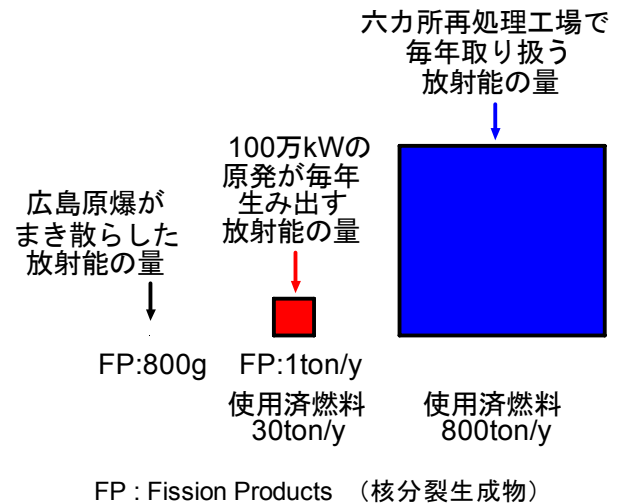 六カ所再処理工場で
毎年取り扱う
放射能の量
100万kWの
原発が毎年
生み出す
放射能の量
広島原爆が
まき散らした
放射能の量
FP:800g
FP:1ton/y
使用済燃料
30ton/y
使用済燃料
800ton/y
FP : Fission Products （核分裂生成物）